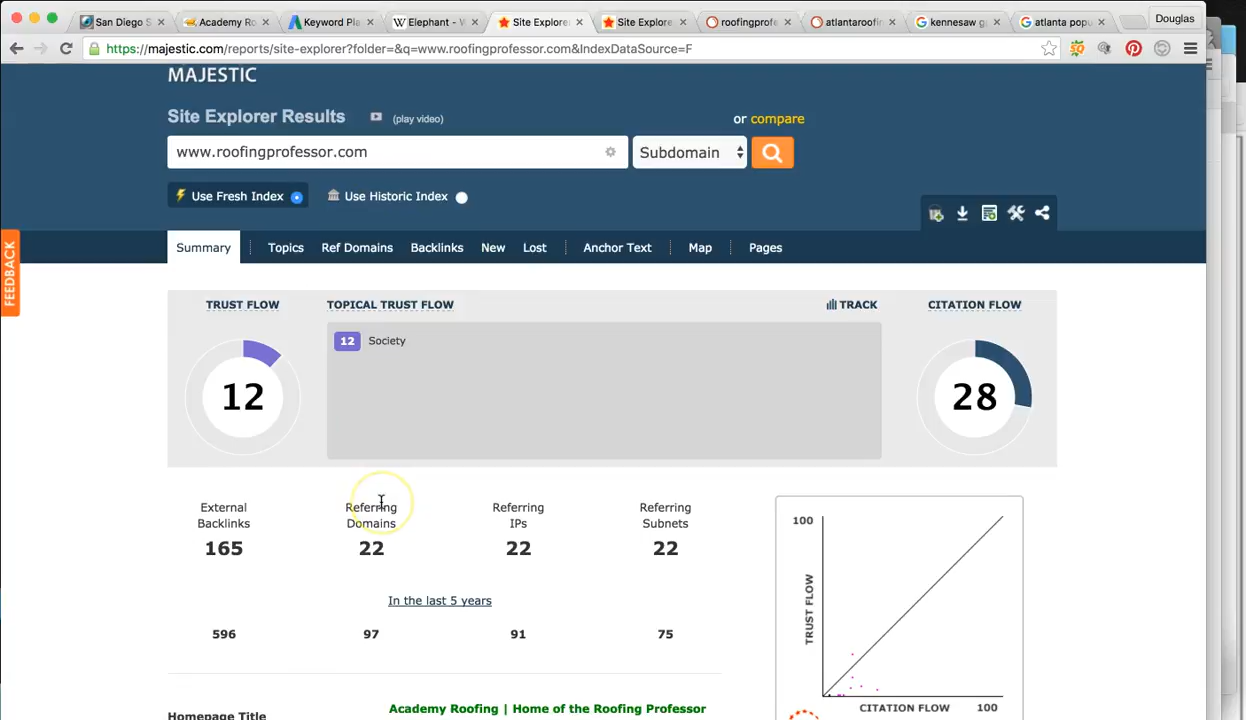 San Diego S
Academy Ro
Keyword Pla
Elephant - W
Site Explorer
Site Explore
roofingprofe
atlantaroofin
kennesaw g
atlanta popu
Douglas
https://majestic.com/reports/site-explorer?folder=&q=www.roofingprofessor.com&IndexDataSource=F
MAJESTIC
Site Explorer Results
(play video)
or compare
www.roofingprofessor.com
Subdomain
Use Fresh Index
Use Historic Index
FEEDBACK
Summary
Topics
Ref Domains
Backlinks
New
Lost
Anchor Text
Map
Pages
TRUST FLOW
TOPICAL TRUST FLOW
TRACK
CITATION FLOW
12
12 Society
28
External
Backlinks
165
Referring
Domains
22
Referring
IPs
22
Referring
Subnets
22
In the last 5 years
596
97
91
75
100
TRUST FLOW
CITATION FLOW 100
Homepage Title
Academy Roofing | Home of the Roofing Professor